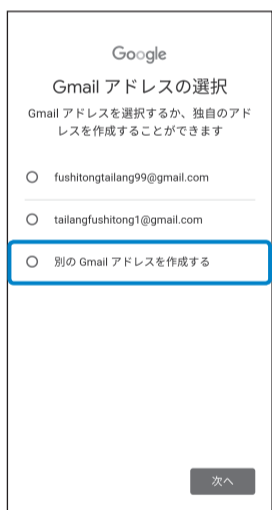 Google
Gmail アドレスの選択
Gmail アドレスを選択するか、独自のアド
レスを作成することができます
fushitongtailang99@gmail.com
tailangfushitong1@gmail.com
別の Gmail アドレスを作成する
次へ